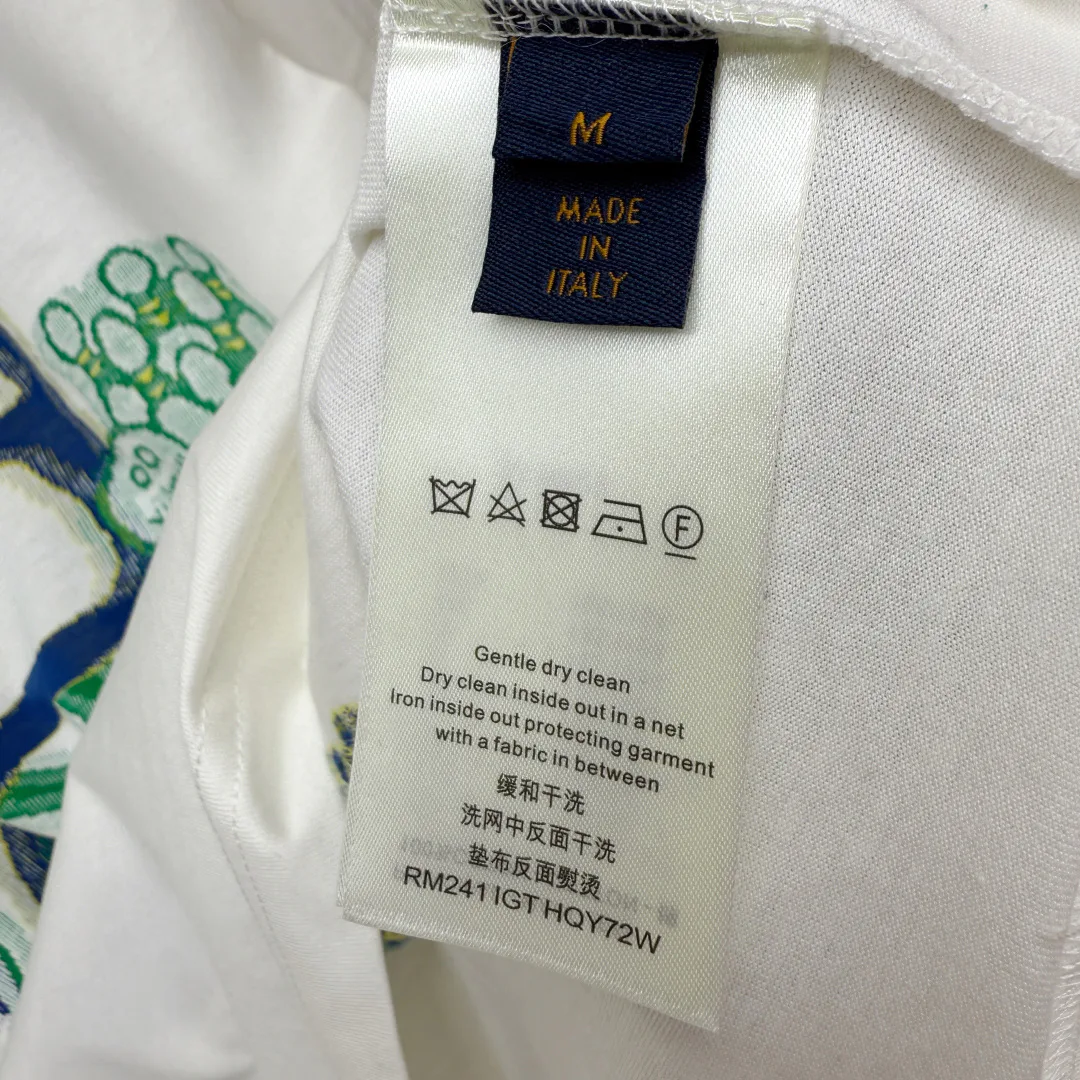 M
MADE
IN
ITALY
F
Gentle dry clean
Dry clean inside out in a net
Iron inside out protecting garment
with a fabric in between
缓和干洗
洗网中反面干洗
垫布反面熨烫
RM241 IGT HQY72W